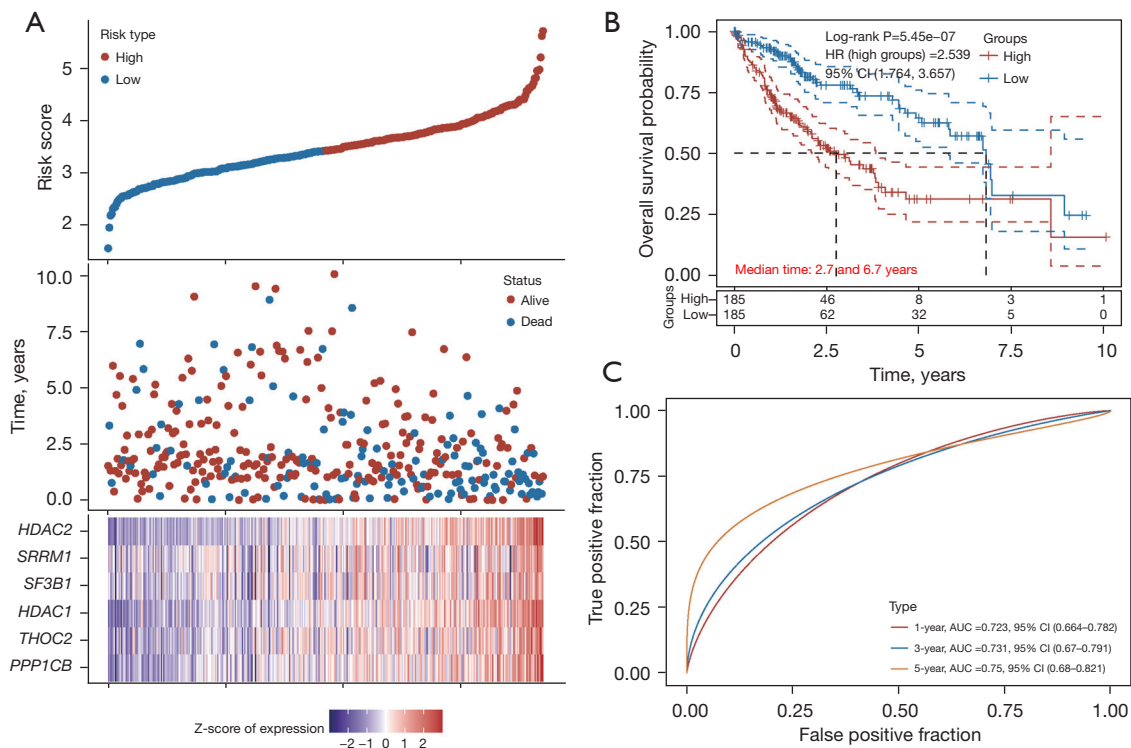 A
Risk type
High
Low
Risk score
5
4
3
2
Status
Alive
Dead
Time, years
10.0
7.5
5.0
2.5
0.0
HDAC2
SRRM1
SF3B1
HDAC1
THOC2
PPP1CB
Z-score of expression
–2 –1 0 1 2
B
Log-rank P=5.45e–07
HR (high groups) =2.539
95% CI (1.764, 3.657)
Groups
High
Low
Overall survival probability
1.00
0.75
0.50
0.25
0.00
Median time: 2.7 and 6.7 years
Groups
High 185 46 8 3 1
Low 185 62 32 5 0
0 2.5 5 7.5 10
Time, years
C
True positive fraction
1.00
0.75
0.50
0.25
0.00
Type
1-year, AUC =0.723, 95% CI (0.664–0.782)
3-year, AUC =0.731, 95% CI (0.67–0.791)
5-year, AUC =0.75, 95% CI (0.68–0.821)
0.00 0.25 0.50 0.75 1.00
False positive fraction